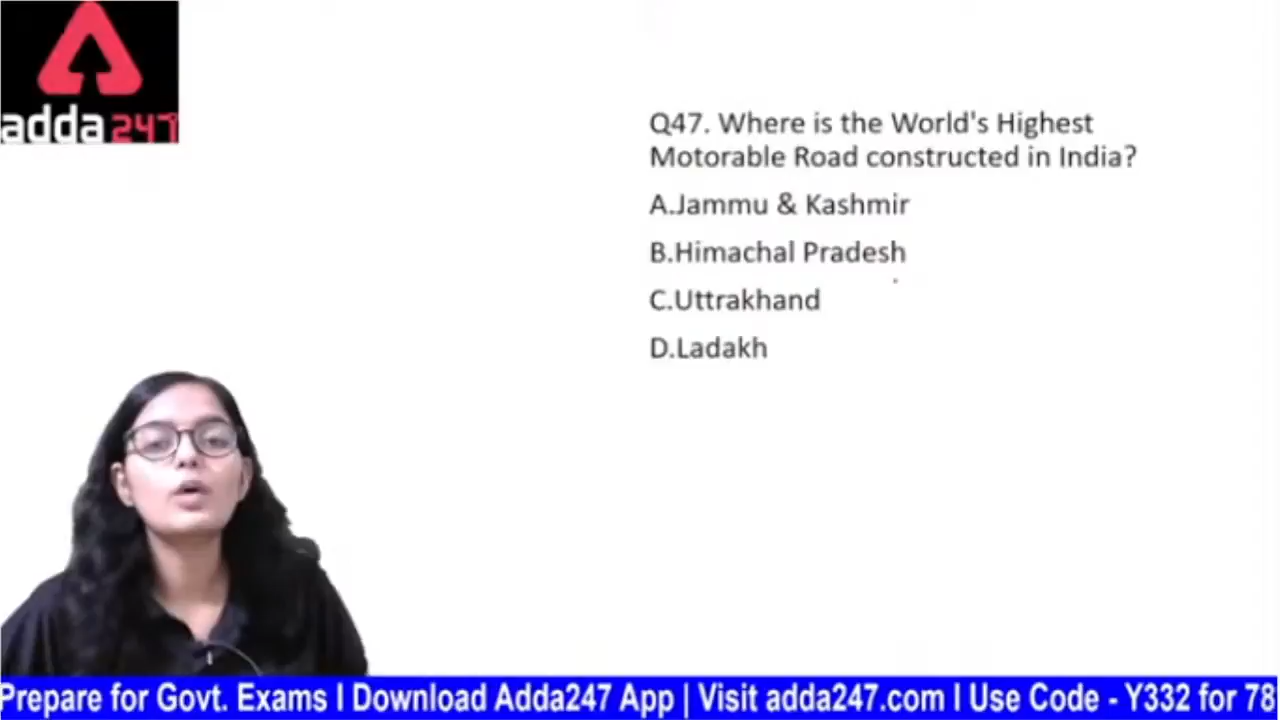 adda247
Q47. Where is the World's Highest
Motorable Road constructed in India?
A.Jammu & Kashmir
B.Himachal Pradesh
C.Uttrakhand
D.Ladakh
Prepare for Govt. Exams I Download Adda247 App | Visit adda247.com I Use Code - Y332 for 78